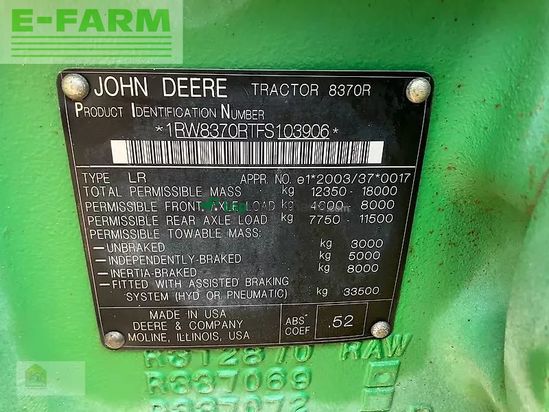 E-FARM
JOHN DEERE TRACTOR 8370R
PRODUCT IDENTIFICATION NUMBER
*1RW8370RTFS103906*
TYPE LR APPR. NO. e1*2003/37*0017
TOTAL PERMISSIBLE MASS - kg 12350 - 18000
PERMISSIBLE FRONT AXLE LOAD - kg 4600 - 8000
PERMISSIBLE REAR AXLE LOAD - kg 7750 - 11500
PERMISSIBLE TOWABLE MASS:
-UNBRAKED kg 3000
-INDEPENDENTLY-BRAKED kg 5000
-INERTIA-BRAKED kg 8000
- FITTED WITH ASSISTED BRAKING
SYSTEM (HYD OR PNEUMATIC) kg 33500
MADE IN USA
DEERE & COMPANY
MOLINE, ILLINOIS, USA
ABS
COEF .52
R312870 RAW
R337069
R337072